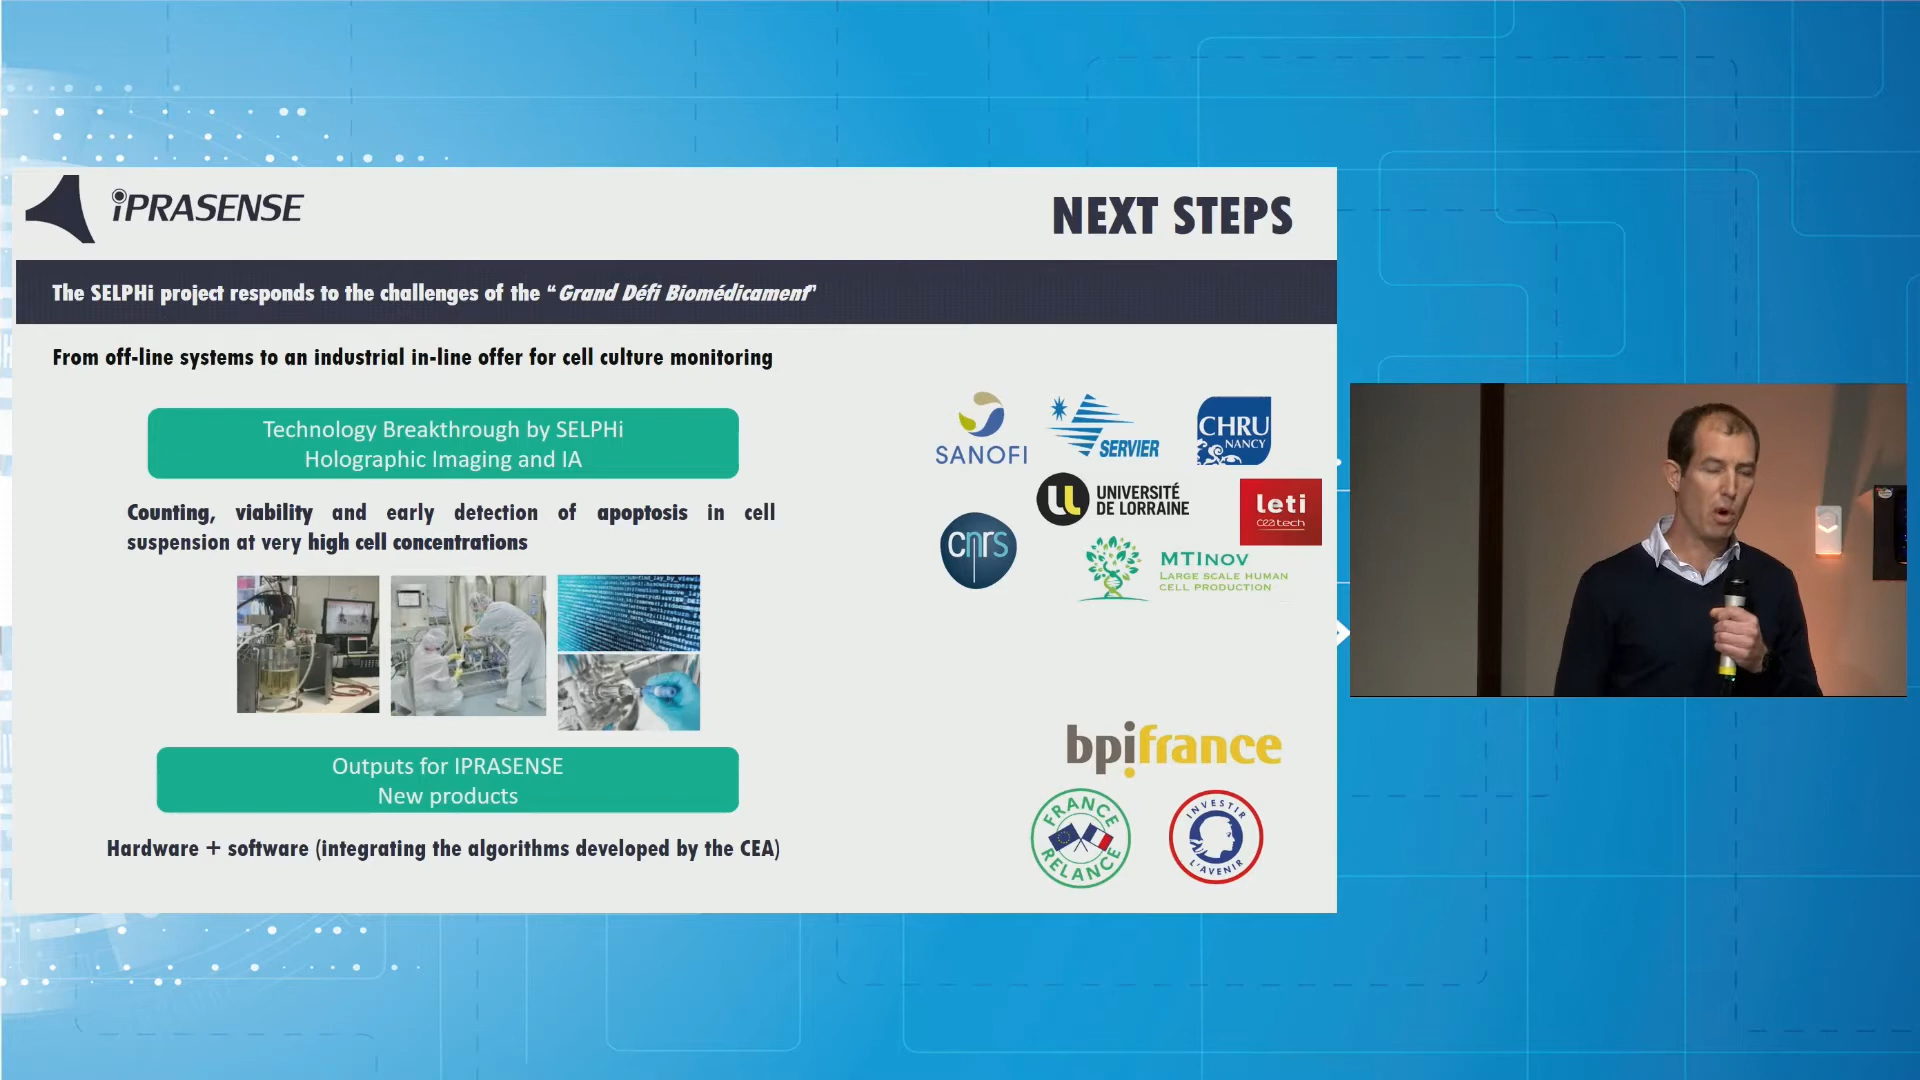 iPRASENSE
NEXT STEPS
The SELPHi project responds to the challenges of the “Grand Défi Biomédicament”
From off-line systems to an industrial in-line offer for cell culture monitoring
Technology Breakthrough by SELPHi
Holographic Imaging and IA
Counting, viability and early detection of apoptosis in cell
suspension at very high cell concentrations
Outputs for IPRASENSE
New products
Hardware + software (integrating the algorithms developed by the CEA)
SANOFI
SERVIER
CHRU
NANCY
UNIVERSITÉ
DE LORRAINE
leti
cea tech
cnrs
MTInov
LARGE SCALE HUMAN
CELL PRODUCTION
bpifrance
FRANCE
RELANCE
INVESTIR
L'AVENIR